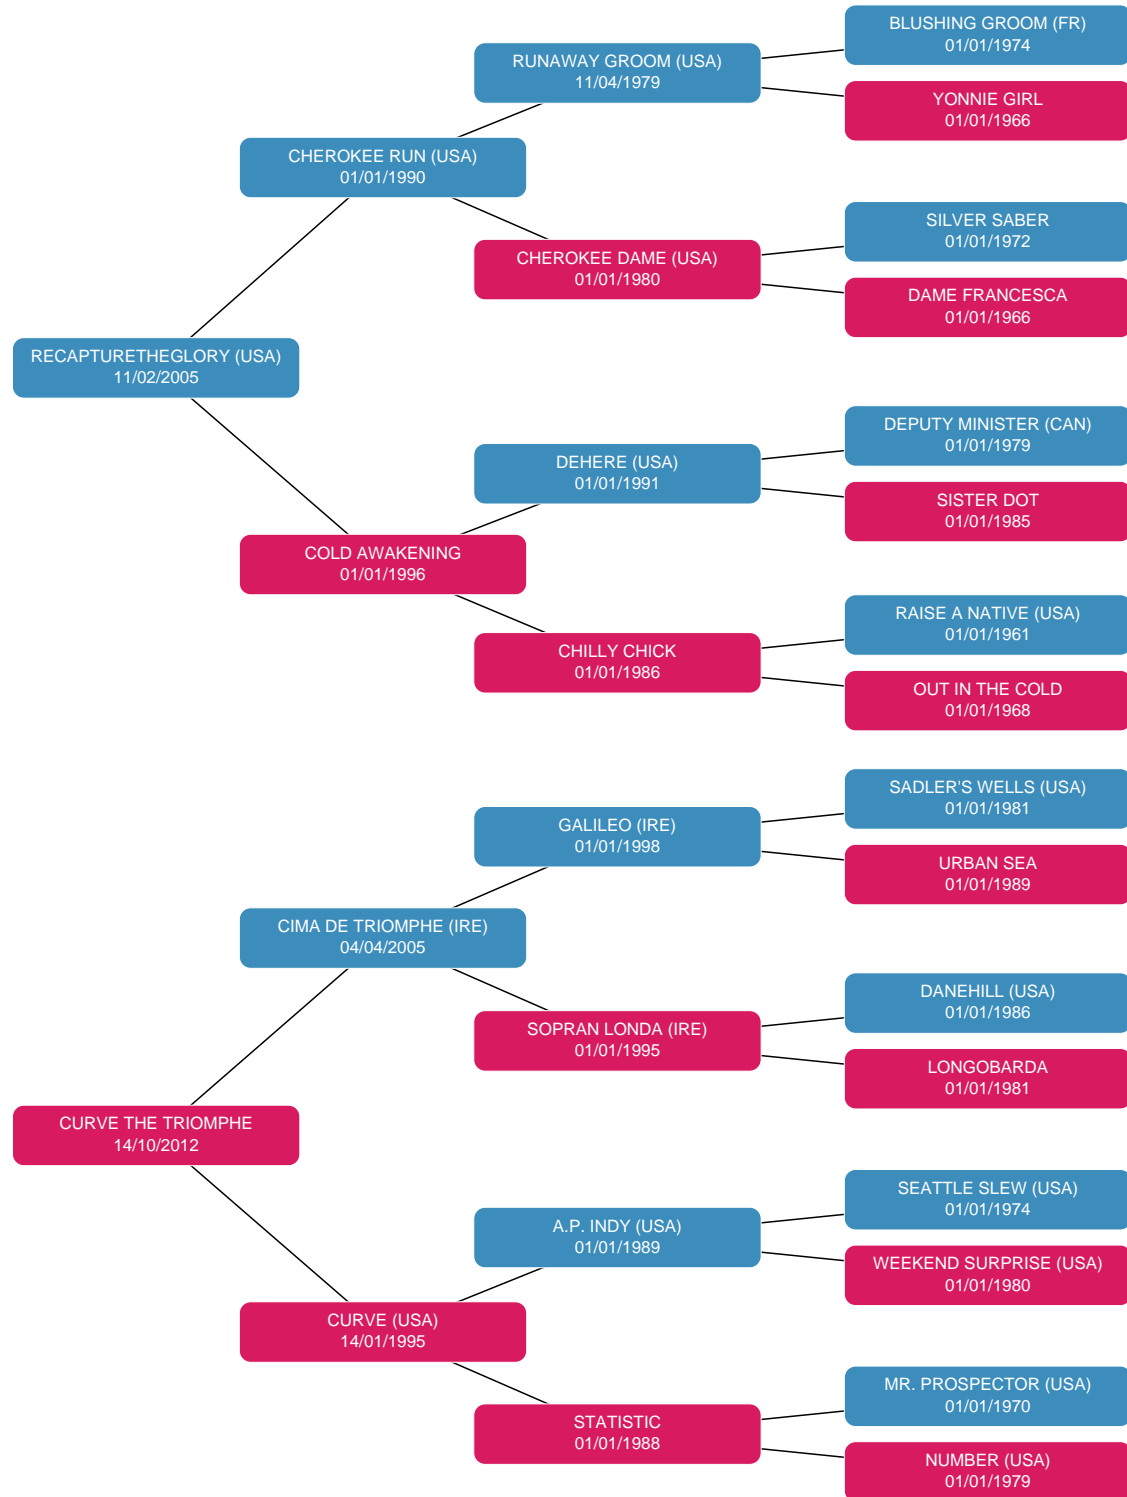 BLUSHING GROOM (FR)
01/01/1974
RUNAWAY GROOM (USA)
11/04/1979
YONNIE GIRL
01/01/1966
CHEROKEE RUN (USA)
01/01/1990
SILVER SABER
01/01/1972
CHEROKEE DAME (USA)
01/01/1980
DAME FRANCESCA
01/01/1966
RECAPTURETHEGLORY (USA)
11/02/2005
DEPUTY MINISTER (CAN)
01/01/1979
DEHERE (USA)
01/01/1991
SISTER DOT
01/01/1985
COLD AWAKENING
01/01/1996
RAISE A NATIVE (USA)
01/01/1961
CHILLY CHICK
01/01/1986
OUT IN THE COLD
01/01/1968
SADLER'S WELLS (USA)
01/01/1981
GALILEO (IRE)
01/01/1998
URBAN SEA
01/01/1989
CIMA DE TRIOMPHE (IRE)
04/04/2005
DANEHILL (USA)
01/01/1986
SOPRAN LONDA (IRE)
01/01/1995
LONGOBARDA
01/01/1981
CURVE THE TRIOMPHE
14/10/2012
SEATTLE SLEW (USA)
01/01/1974
A.P. INDY (USA)
01/01/1989
WEEKEND SURPRISE (USA)
01/01/1980
CURVE (USA)
14/01/1995
MR. PROSPECTOR (USA)
01/01/1970
STATISTIC
01/01/1988
NUMBER (USA)
01/01/1979